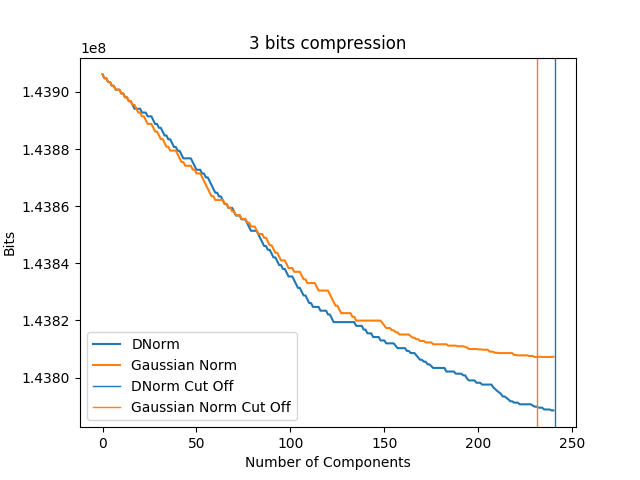 3 bits compression
1e8
1.4390
1.4388
1.4386
1.4384
1.4382
1.4380
Bits
DNorm
Gaussian Norm
DNorm Cut Off
Gaussian Norm Cut Off
0 50 100 150 200 250
Number of Components